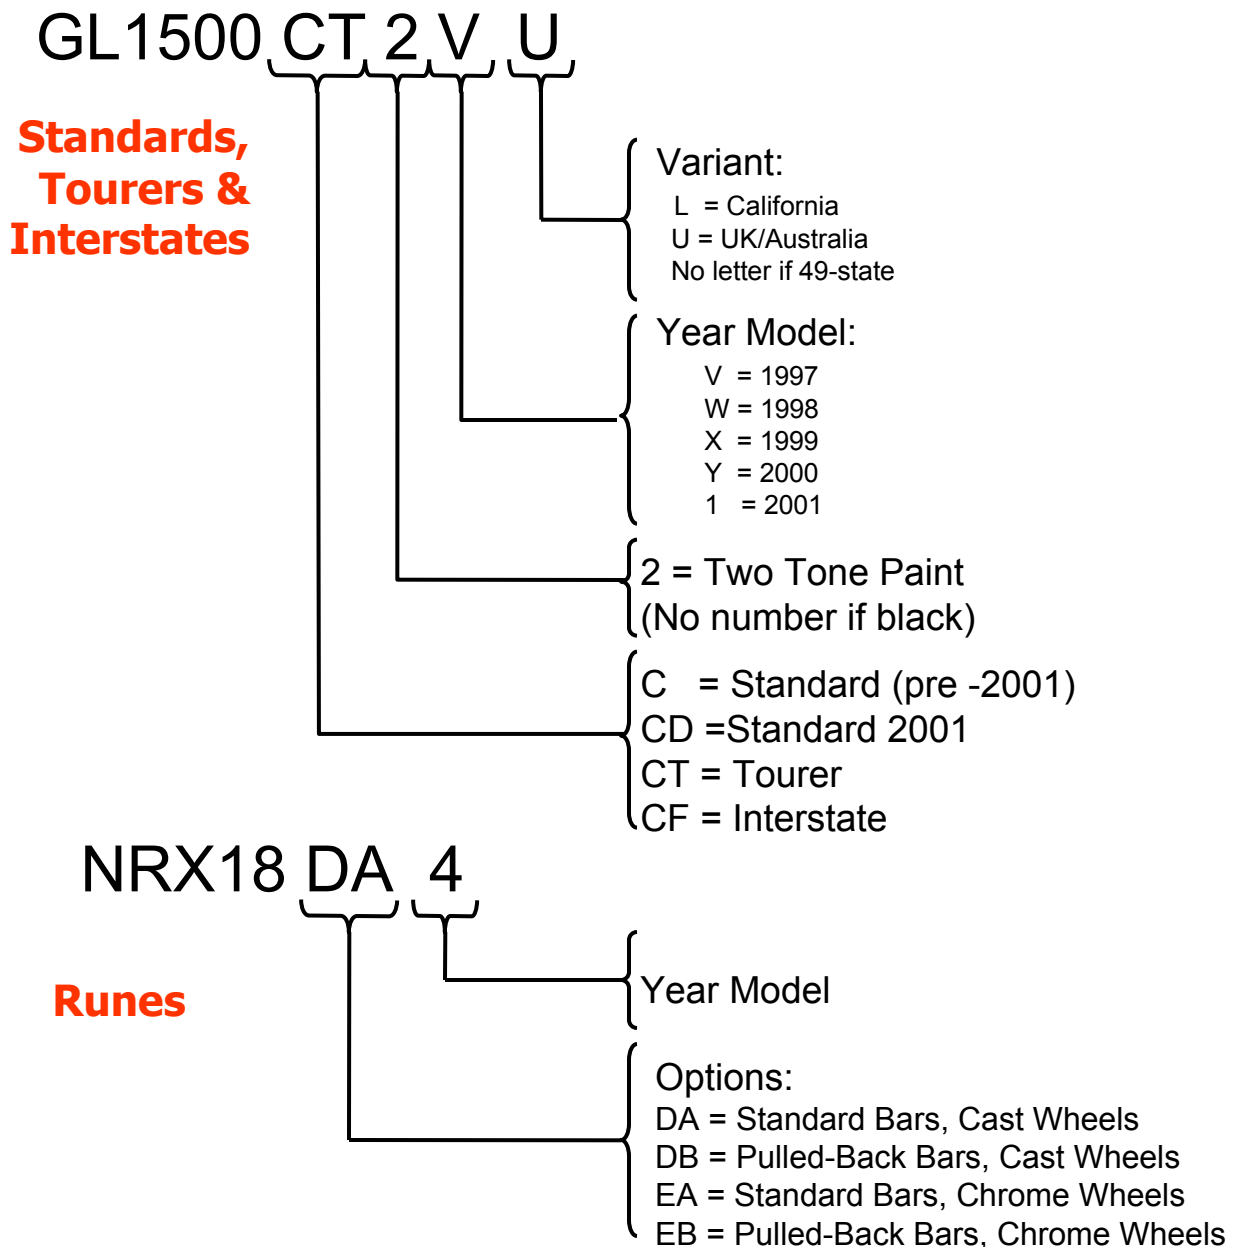 GL1500 CT 2 V U
Standards,
Tourers &
Interstates
Variant:
L = California
U = UK/Australia
No letter if 49-state
Year Model:
V = 1997
W = 1998
X = 1999
Y = 2000
1 = 2001
2 = Two Tone Paint
(No number if black)
C = Standard (pre -2001)
CD =Standard 2001
CT = Tourer
CF = Interstate
NRX18 DA 4
Runes
Year Model
Options:
DA = Standard Bars, Cast Wheels
DB = Pulled-Back Bars, Cast Wheels
EA = Standard Bars, Chrome Wheels
EB = Pulled-Back Bars, Chrome Wheels